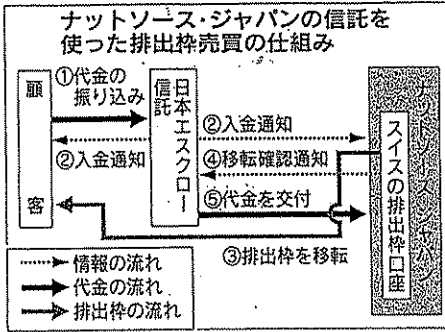 ナットソース・ジャパンの信託を
使った排出枠売買の仕組み
顧客
①代金の
振り込み
②入金通知
日本エスクロー
信託
②入金通知
④移転確認通知
⑤代金を交付
③排出枠を移転
スイスの排出枠口座
ナットソース・ジャパン
情報の流れ
代金の流れ
排出枠の流れ